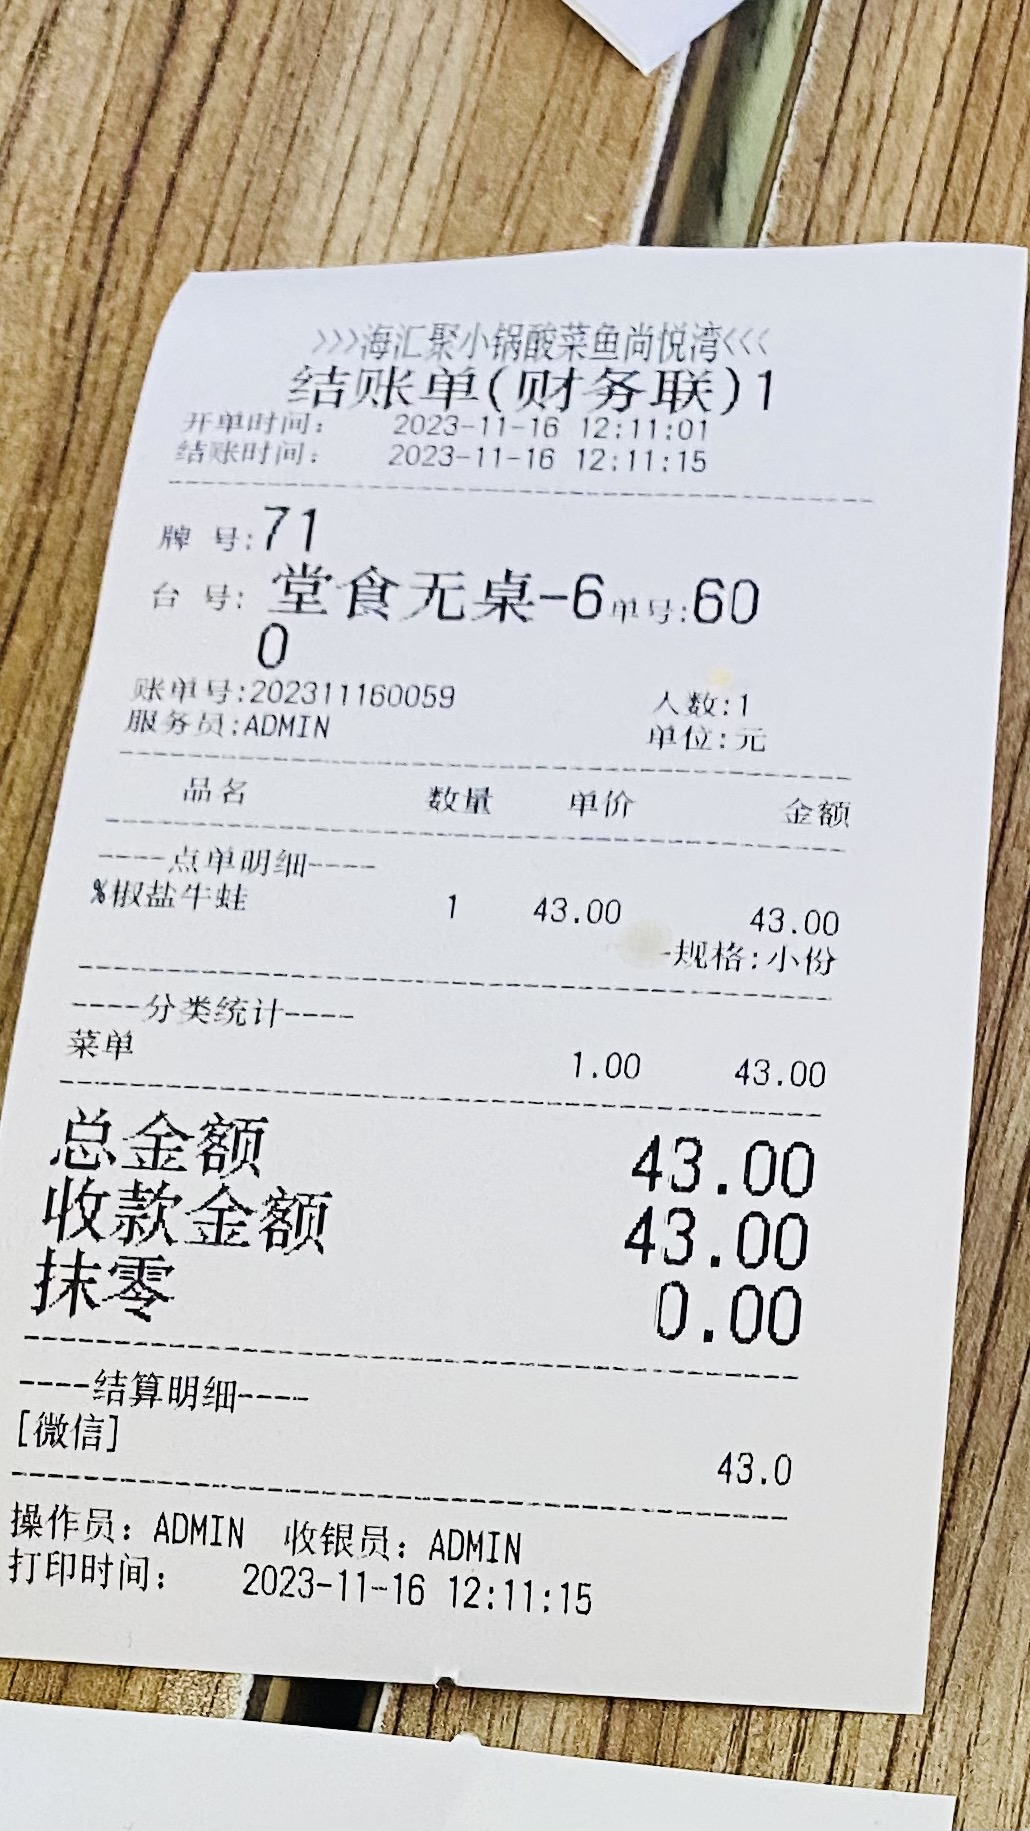 >>>海汇聚小锅酸菜鱼尚悦湾<<<
结账单(财务联)1
开单时间: 2023-11-16 12:11:01
结账时间: 2023-11-16 12:11:15
牌 号:71
台 号: 堂食无桌-6单号:60
0
账单号:202311160059 人数:1
服务员:ADMIN 单位:元
品名 数量 单价 金额
----点单明细----
%椒盐牛蛙 1 43.00 43.00
-规格:小份
----分类统计----
菜单 1.00 43.00
总金额 43.00
收款金额 43.00
抹零 0.00
----结算明细----
[微信] 43.0
操作员: ADMIN 收银员: ADMIN
打印时间: 2023-11-16 12:11:15